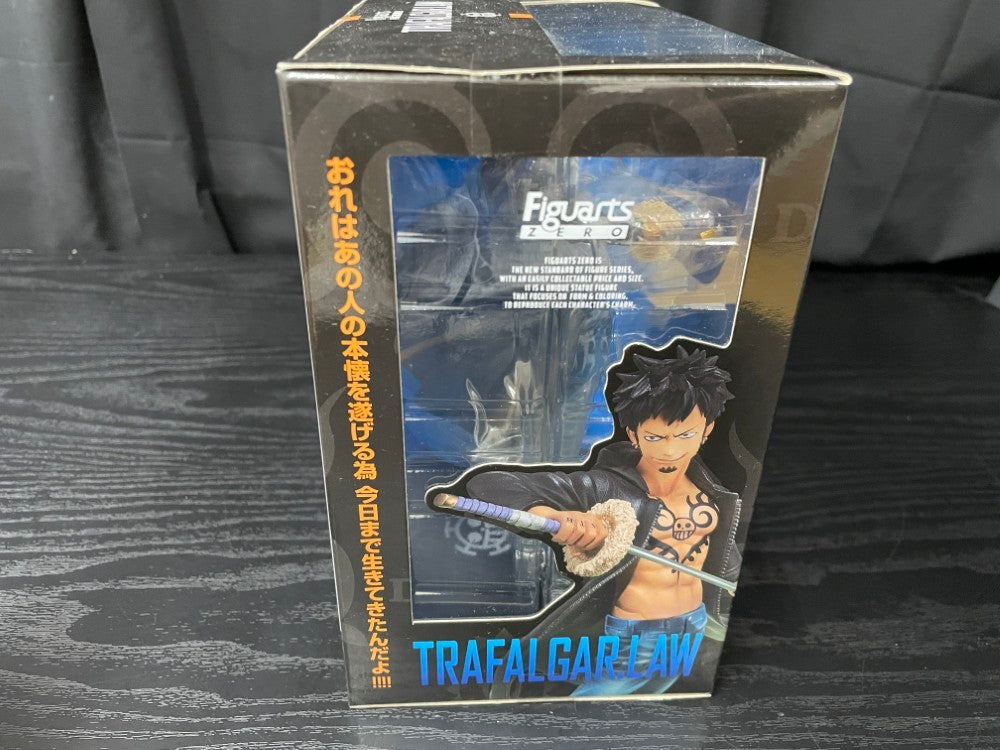 TRAFALGAR
おれはあの人の本懐を遂げる為 今日まで生きてきたんだよ!!!!
Figuarts
ZERO
FIGUARTS ZERO IS
THE NEW STANDARD OF FIGURE SERIES,
WITH AN EASILY COLLECTABLE PRICE AND SIZE.
IT IS A UNIQUE STATUE FIGURE
THAT FOCUSES ON FORM & COLORING,
TO REPRODUCE EACH CHARACTER'S CHARM.
TRAFALGAR.LAW